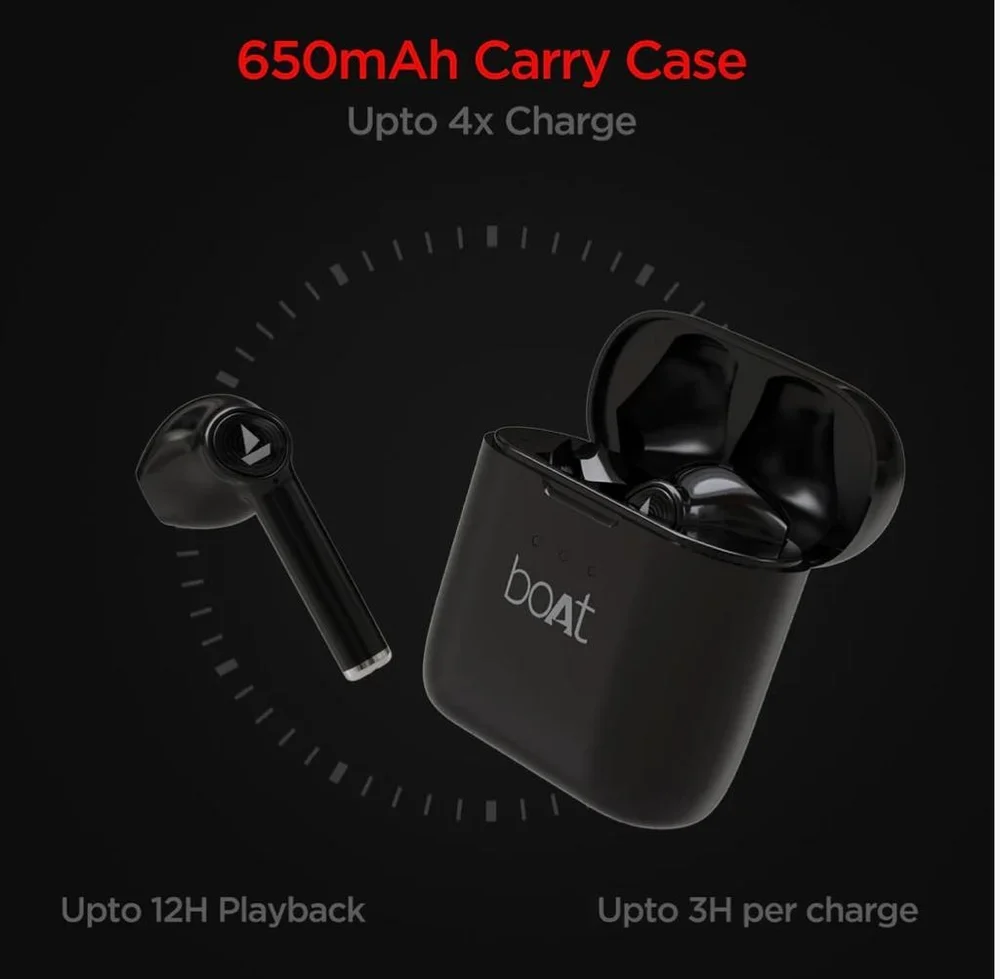 650mAh Carry Case
Upto 4x Charge
boAt
Upto 12H Playback
Upto 3H per charge